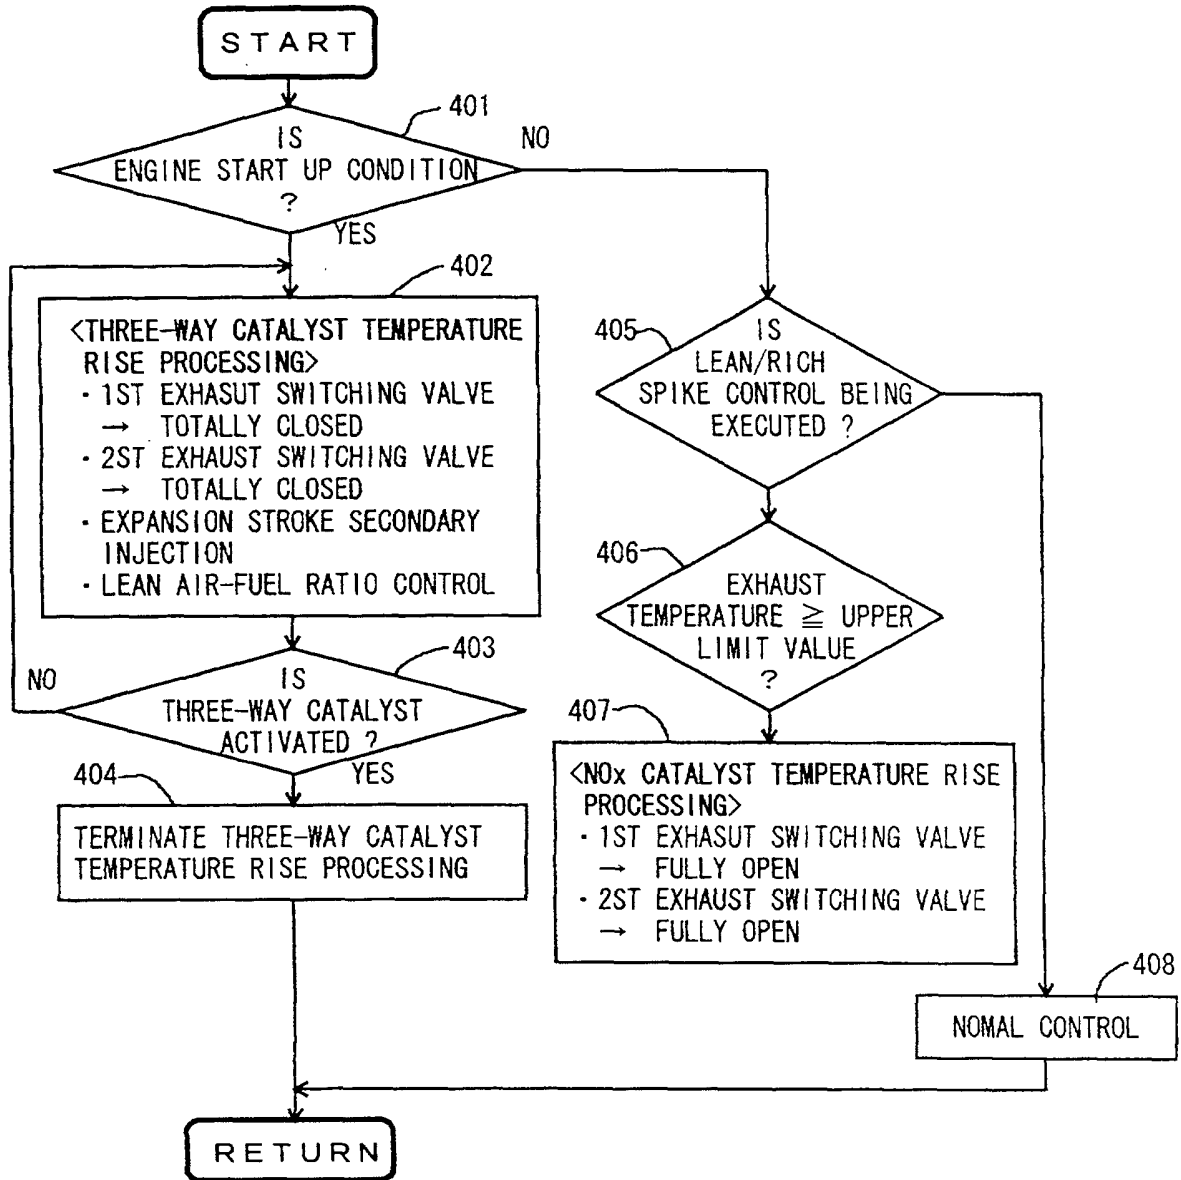 START
401
IS
ENGINE START UP CONDITION
?
NO
YES
402
<THREE-WAY CATALYST TEMPERATURE
RISE PROCESSING>
・1ST EXHASUT SWITCHING VALVE
→ TOTALLY CLOSED
・2ST EXHAUST SWITCHING VALVE
→ TOTALLY CLOSED
・EXPANSION STROKE SECONDARY
INJECTION
・LEAN AIR-FUEL RATIO CONTROL
403
IS
THREE-WAY CATALYST
ACTIVATED ?
NO
YES
404
TERMINATE THREE-WAY CATALYST
TEMPERATURE RISE PROCESSING
405
IS
LEAN/RICH
SPIKE CONTROL BEING
EXECUTED ?
406
EXHAUST
TEMPERATURE ≧ UPPER
LIMIT VALUE
?
407
<NOx CATALYST TEMPERATURE RISE
PROCESSING>
・1ST EXHASUT SWITCHING VALVE
→ FULLY OPEN
・2ST EXHAUST SWITCHING VALVE
→ FULLY OPEN
408
NOMAL CONTROL
RETURN